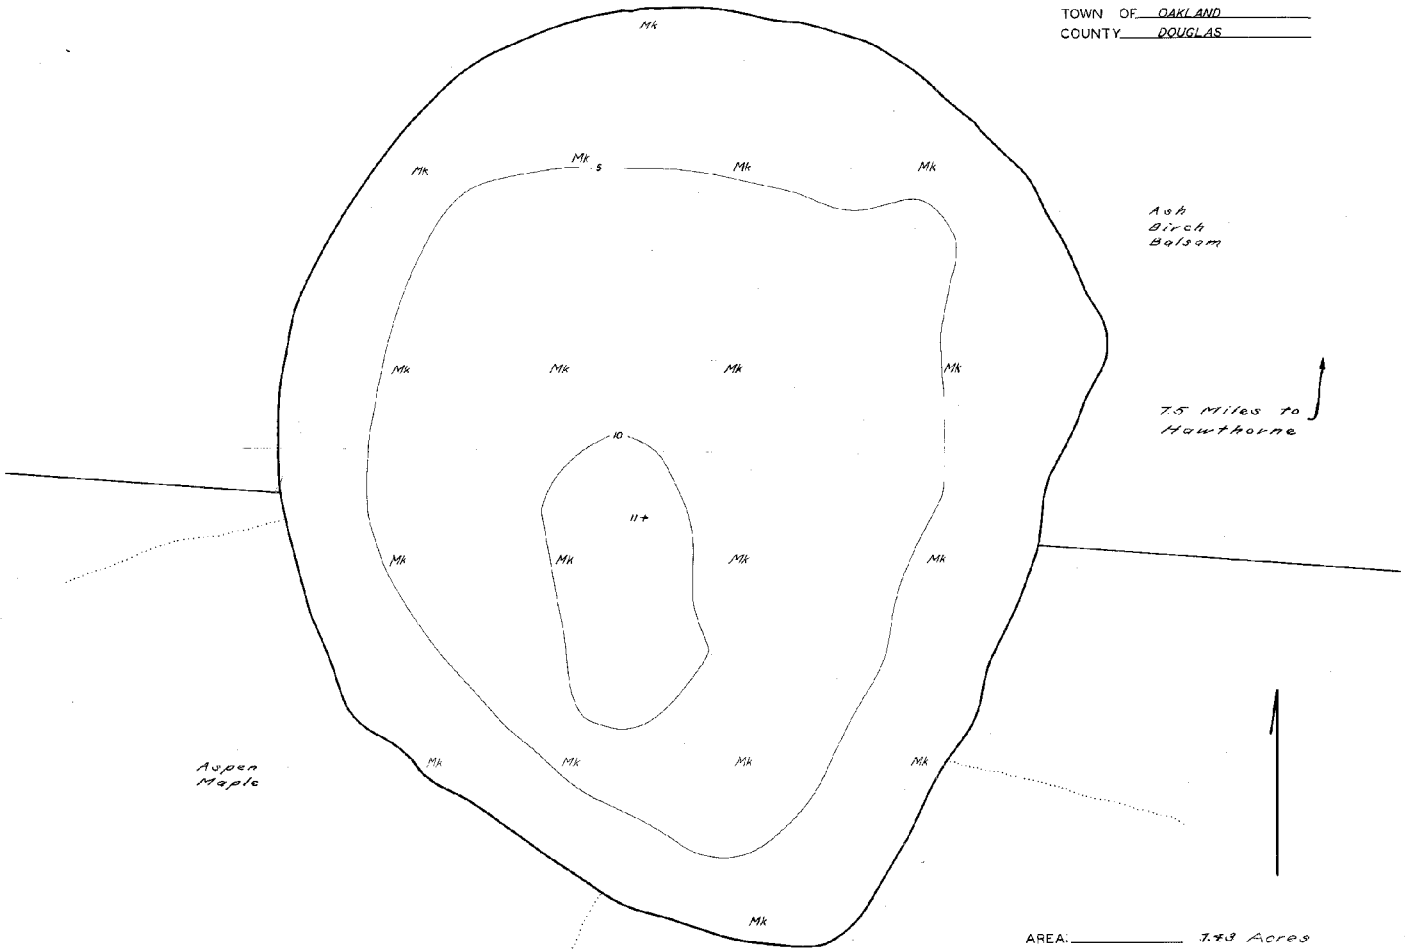 TOWN OF OAKLAND
COUNTY DOUGLAS
Mk
Mk Mk Mk Mk
5
Ash
Birch
Balsam
Mk Mk Mk Mk
7.5 Miles to
Hawthorne
10
11+
Mk Mk Mk Mk
Aspen
Maple
Mk Mk Mk Mk
Mk
AREA: 7.43 Acres